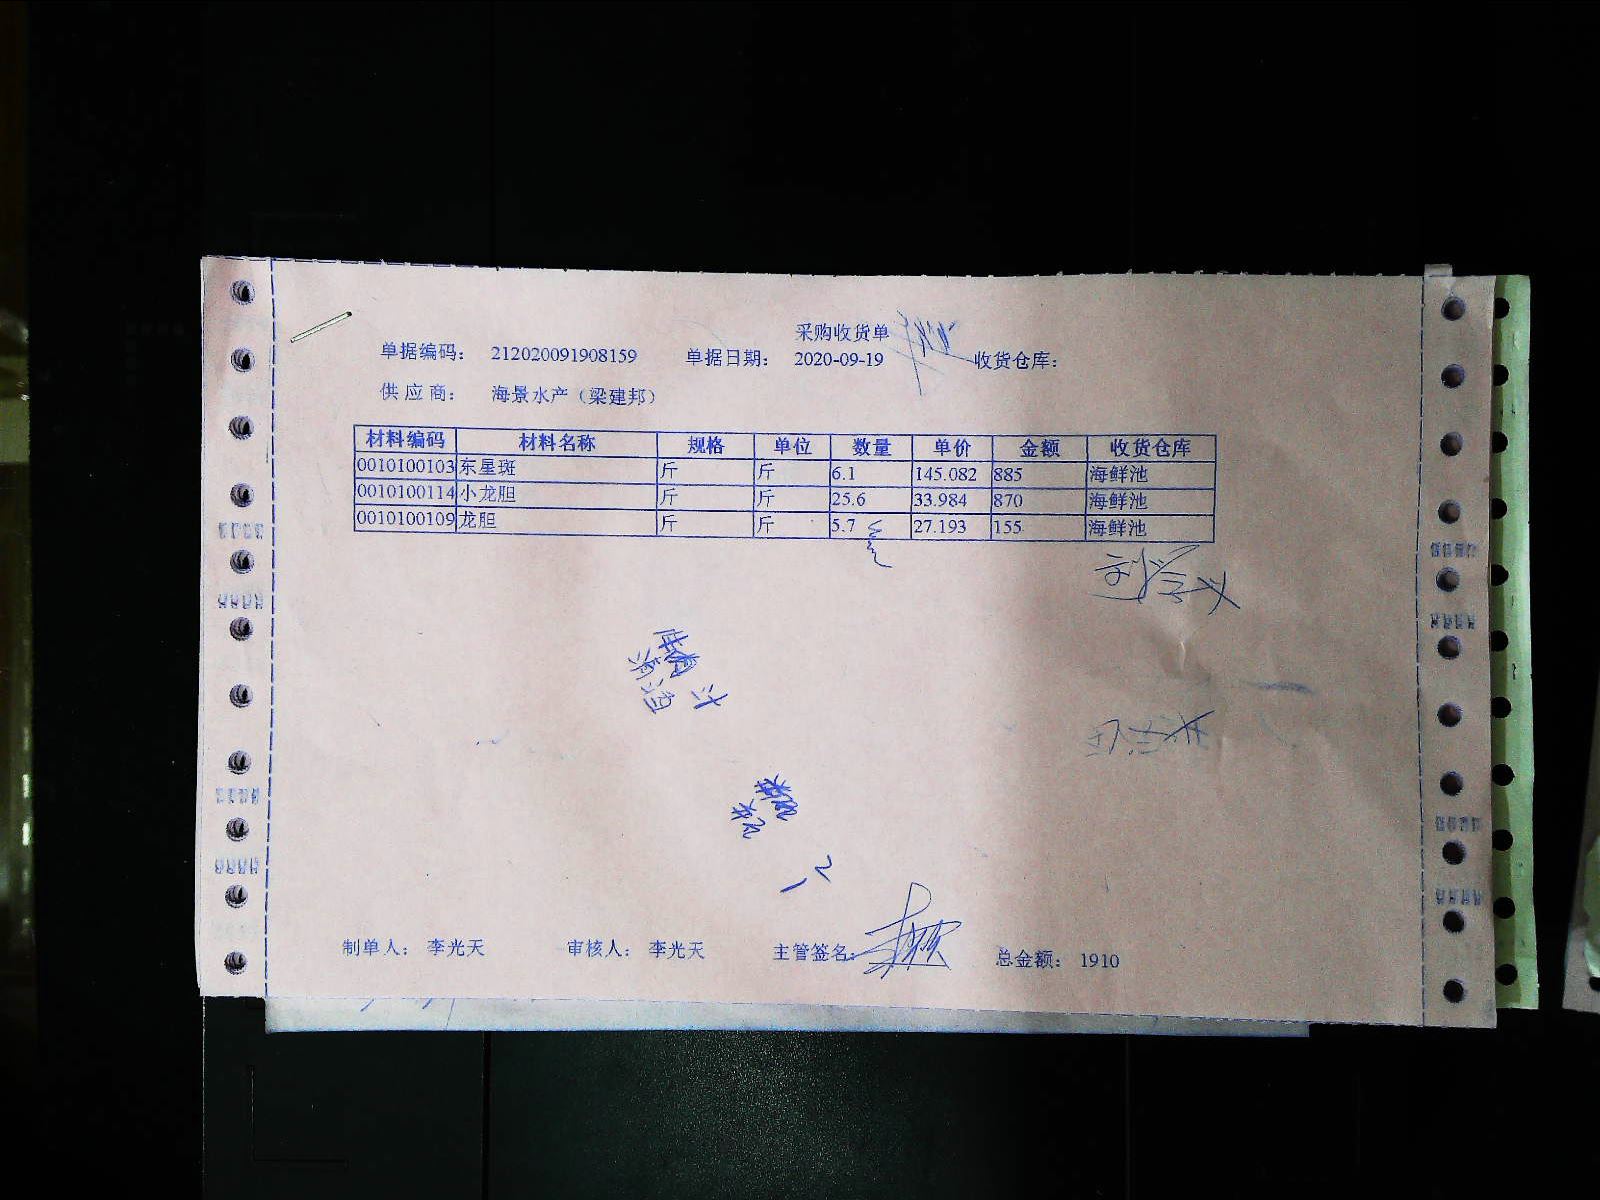 采购收货单
单据编码： 212020091908159 单据日期： 2020-09-19 收货仓库：
供应商： 海景水产（梁建邦）
材料编码 材料名称 规格 单位 数量 单价 金额 收货仓库
0010100103 东星斑 斤 斤 6.1 145.082 885 海鲜池
0010100114 小龙胆 斤 斤 25.6 33.984 870 海鲜池
0010100109 龙胆 斤 斤 5.7 27.193 155 海鲜池
制单人： 李光天 审核人： 李光天 主管签名： 总金额： 1910